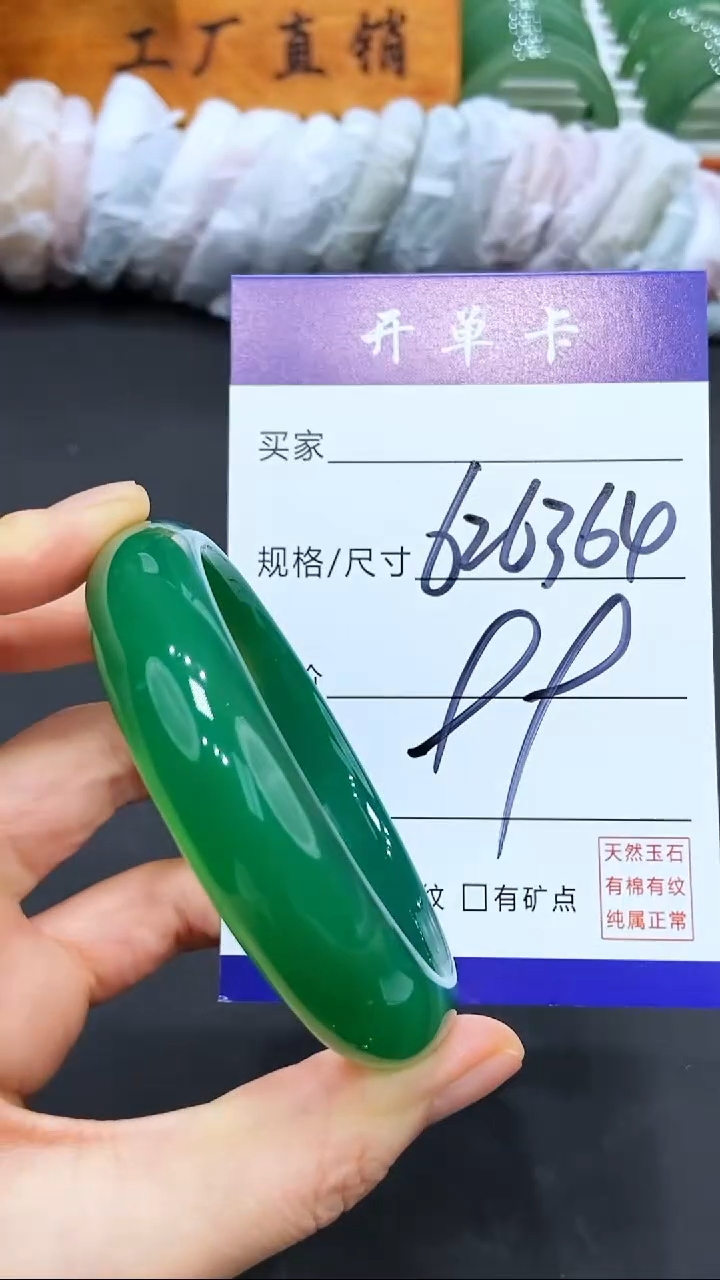 工厂直销
开单卡
买家
规格/尺寸 626364
价
纹 □有矿点
天然玉石
有棉有纹
纯属正常